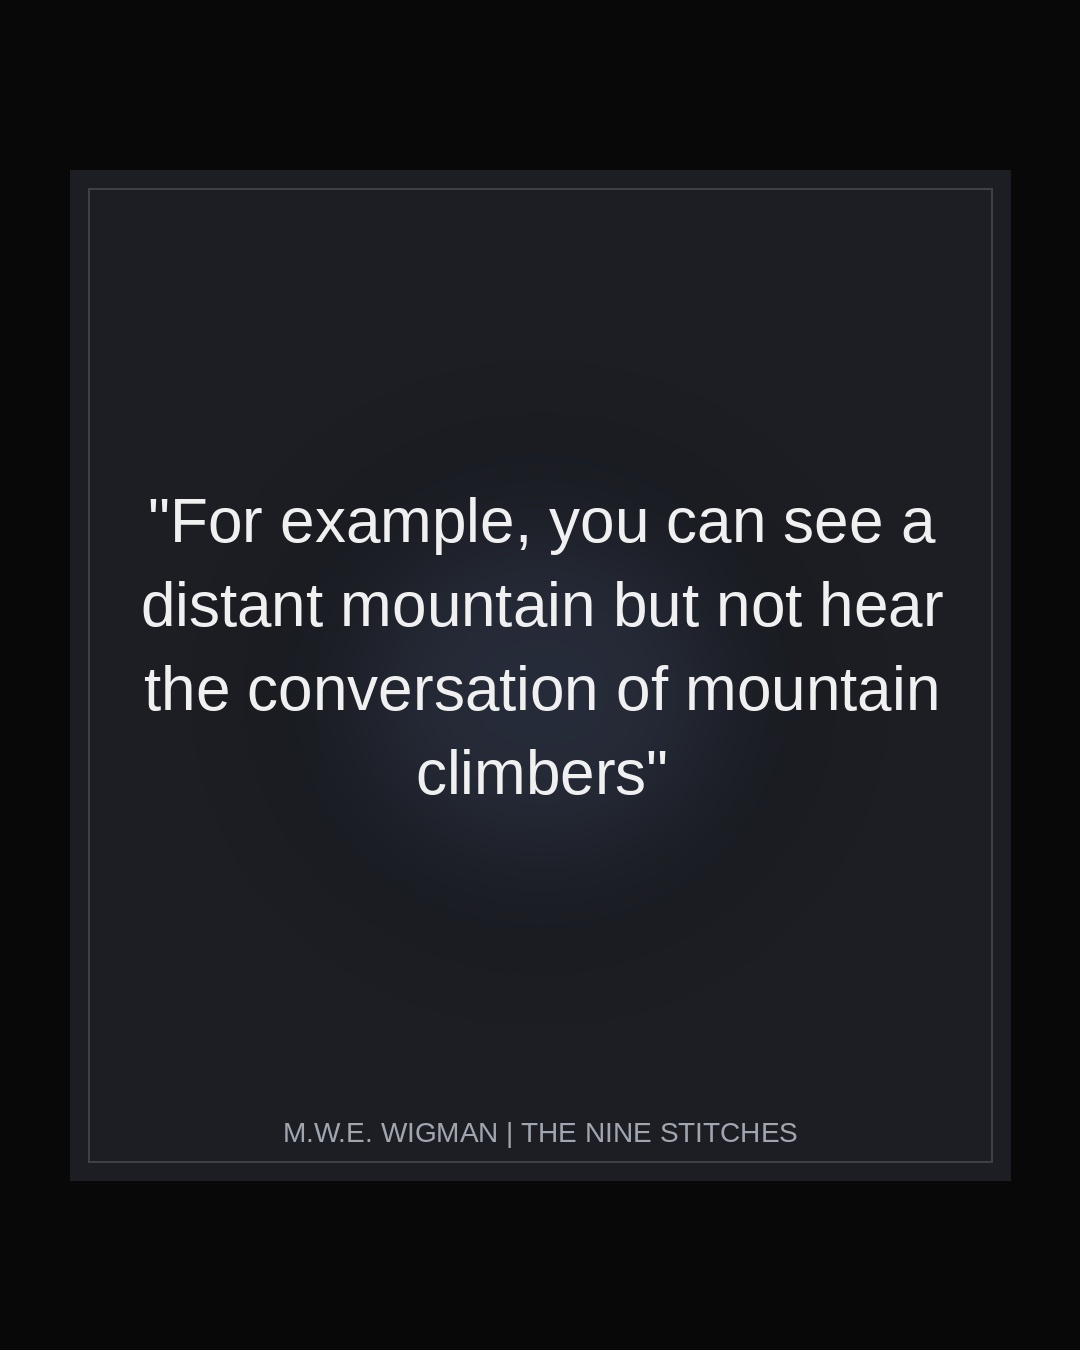 "For example, you can see a
distant mountain but not hear
the conversation of mountain
climbers"
M.W.E. WIGMAN | THE NINE STITCHES